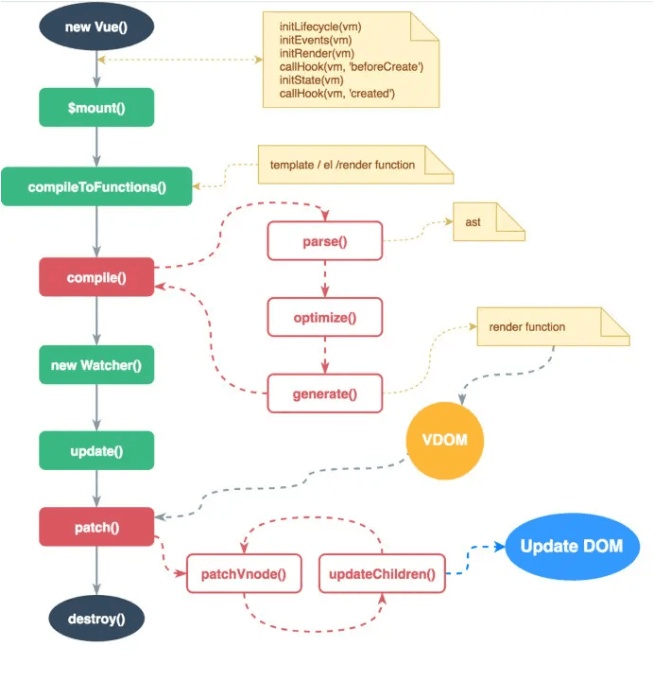 new Vue()
initLifecycle(vm)
initEvents(vm)
initRender(vm)
callHook(vm, 'beforeCreate')
initState(vm)
callHook(vm, 'created')
$mount()
template / el /render function
compileToFunctions()
parse()
ast
compile()
optimize()
render function
new Watcher()
generate()
VDOM
update()
patch()
Update DOM
patchVnode()
updateChildren()
destroy()